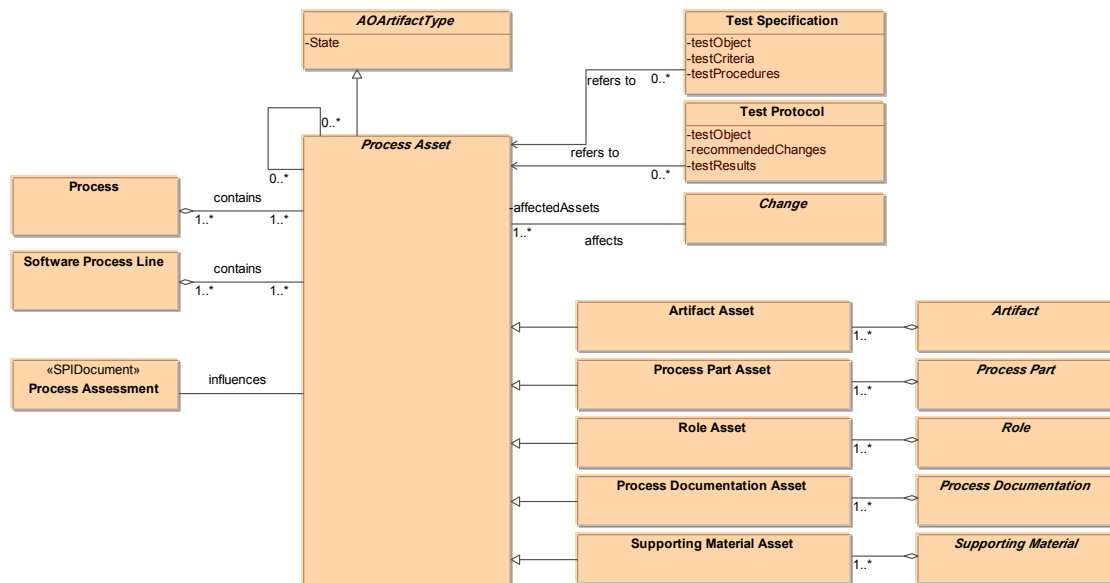 AOArtifactType
-State
Test Specification
-testObject
-testCriteria
-testProcedures
refers to
0..*
Test Protocol
-testObject
-recommendedChanges
-testResults
refers to
0..*
0..*
0..*
Process Asset
Process
contains
1..*
1..*
-affectedAssets
1..*
affects
Change
Software Process Line
contains
1..*
1..*
«SPIDocument»
Process Assessment
influences
Artifact Asset
1..*
Artifact
Process Part Asset
1..*
Process Part
Role Asset
1..*
Role
Process Documentation Asset
1..*
Process Documentation
Supporting Material Asset
1..*
Supporting Material